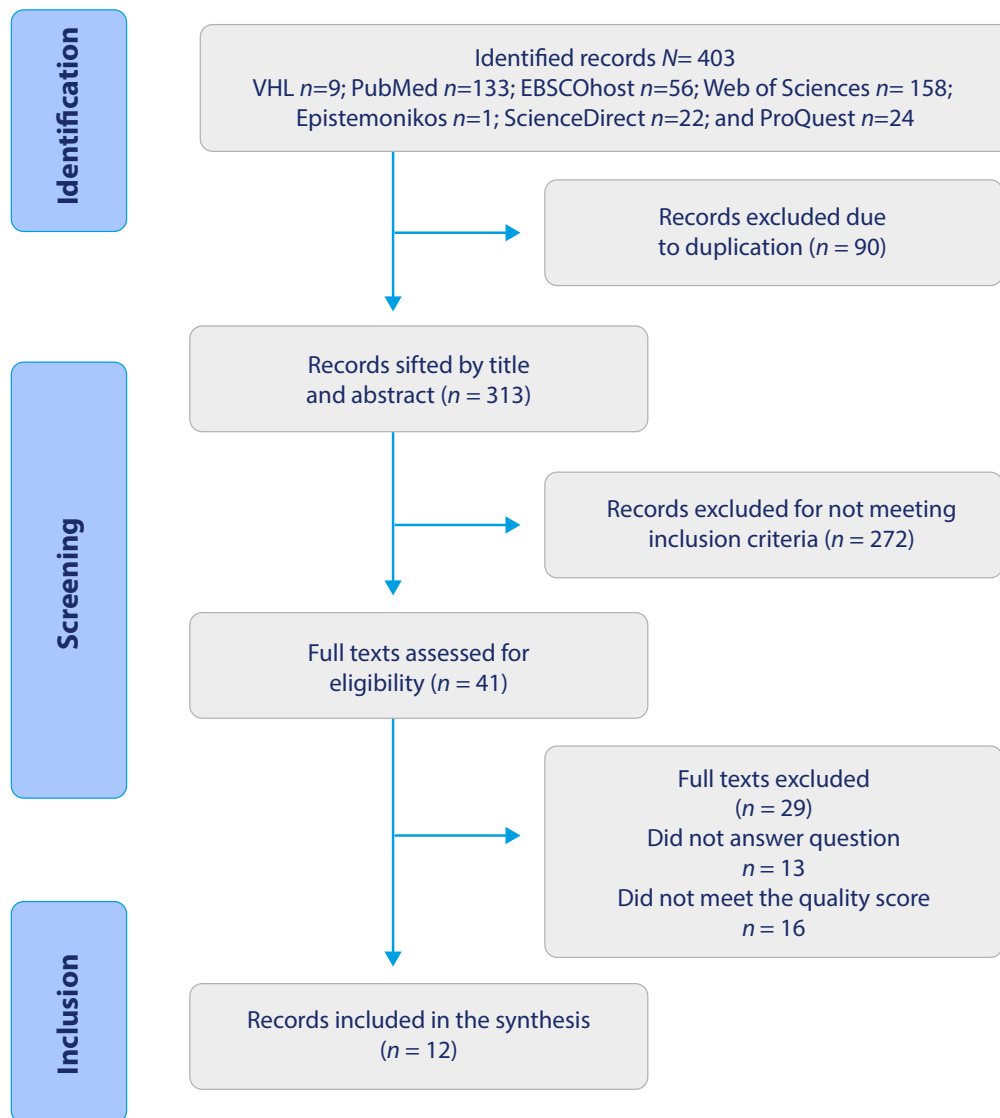 Identification
Identified records N= 403
VHL n=9; PubMed n=133; EBSCOhost n=56; Web of Sciences n= 158;
Epistemonikos n=1; ScienceDirect n=22; and ProQuest n=24
Records excluded due
to duplication (n = 90)
Screening
Records sifted by title
and abstract (n = 313)
Records excluded for not meeting
inclusion criteria (n = 272)
Full texts assessed for
eligibility (n = 41)
Full texts excluded
(n = 29)
Did not answer question
n = 13
Did not meet the quality score
n = 16
Inclusion
Records included in the synthesis
(n = 12)